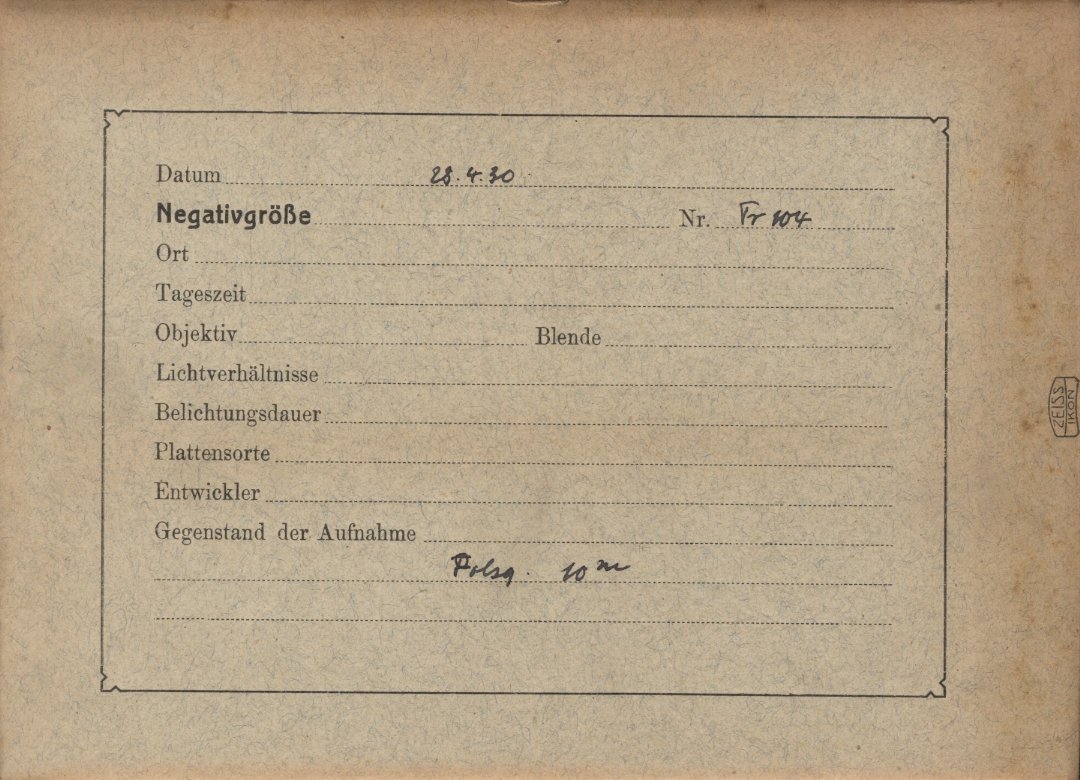 Datum 28.4.30
Negativgröße Nr. Fr 104
Ort
Tageszeit
Objektiv Blende
Lichtverhältnisse
Belichtungsdauer
Plattensorte
Entwickler
Gegenstand der Aufnahme
10 m
ZEISS
IKON